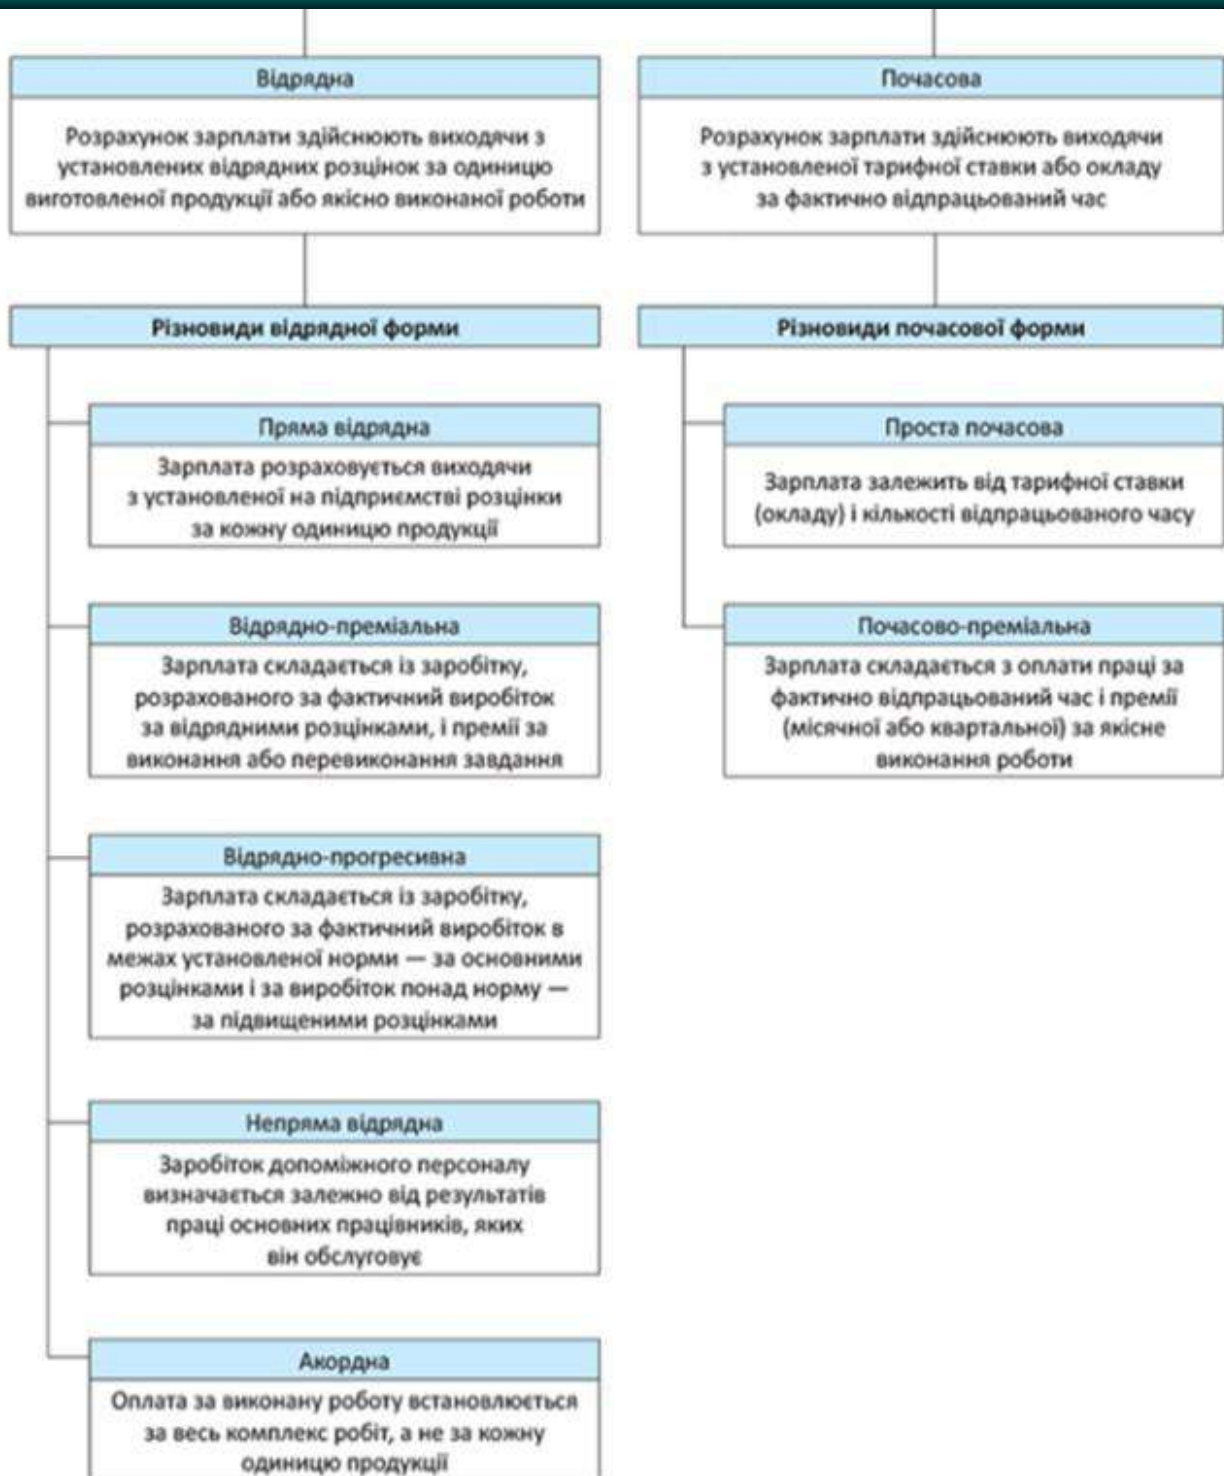 Відрядна
Розрахунок зарплати здійснюють виходячи з
установлених відрядних розцінок за одиницю
виготовленої продукції або якісно виконаної роботи
Різновиди відрядної форми
Пряма відрядна
Зарплата розраховується виходячи
з установленої на підприємстві розцінки
за кожну одиницю продукції
Відрядно-преміальна
Зарплата складається із заробітку,
розрахованого за фактичний виробіток
за відрядними розцінками, і премії за
виконання або перевиконання завдання
Відрядно-прогресивна
Зарплата складається із заробітку,
розрахованого за фактичний виробіток в
межах установленої норми — за основними
розцінками і за виробіток понад норму —
за підвищеними розцінками
Непряма відрядна
Заробіток допоміжного персоналу
визначається залежно від результатів
праці основних працівників, яких
він обслуговує
Акордна
Оплата за виконану роботу встановлюється
за весь комплекс робіт, а не за кожну
одиницю продукції
Почасова
Розрахунок зарплати здійснюють виходячи
з установленої тарифної ставки або окладу
за фактично відпрацьований час
Різновиди почасової форми
Проста почасова
Зарплата залежить від тарифної ставки
(окладу) і кількості відпрацьованого часу
Почасово-преміальна
Зарплата складається з оплати праці за
фактично відпрацьований час і премії
(місячної або квартальної) за якісне
виконання роботи